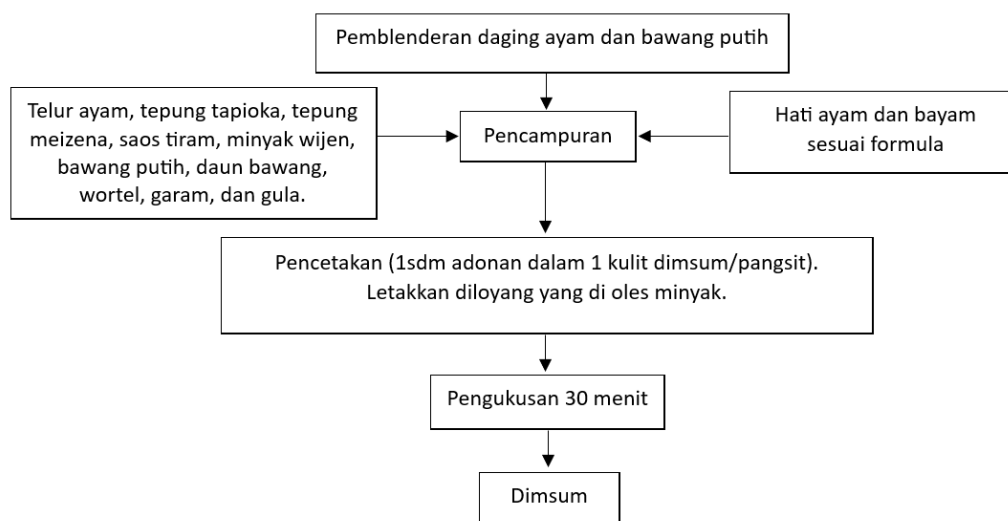 Pemblenderan daging ayam dan bawang putih
Telur ayam, tepung tapioka, tepung
meizena, saos tiram, minyak wijen,
bawang putih, daun bawang,
wortel, garam, dan gula.
Pencampuran
Hati ayam dan bayam
sesuai formula
Pencetakan (1sdm adonan dalam 1 kulit dimsum/pangsit).
Letakkan diloyang yang di oles minyak.
Pengukusan 30 menit
Dimsum